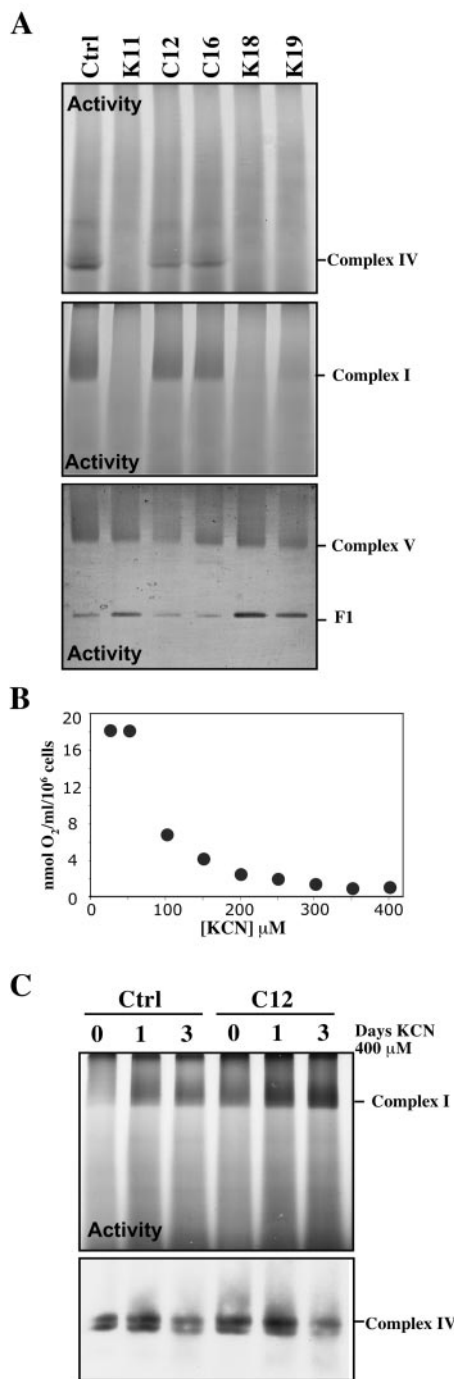 A
Ctrl K11 C12 C16 K18 K19
Activity
Complex IV
Complex I
Activity
Complex V
F1
Activity
B
20
16
12
8
4
0
nmol O2/ml/10⁶ cells
0 100 200 300 400
[KCN] μM
C
Ctrl C12
0 1 3 0 1 3 Days KCN
400 μM
Complex I
Activity
Complex IV